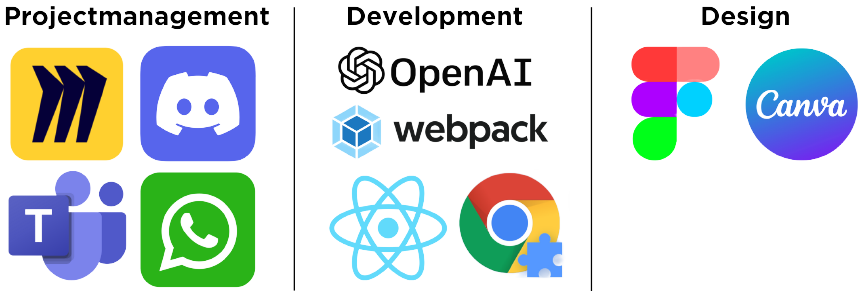 Projectmanagement
Development
Design
OpenAI
webpack
Canva
T